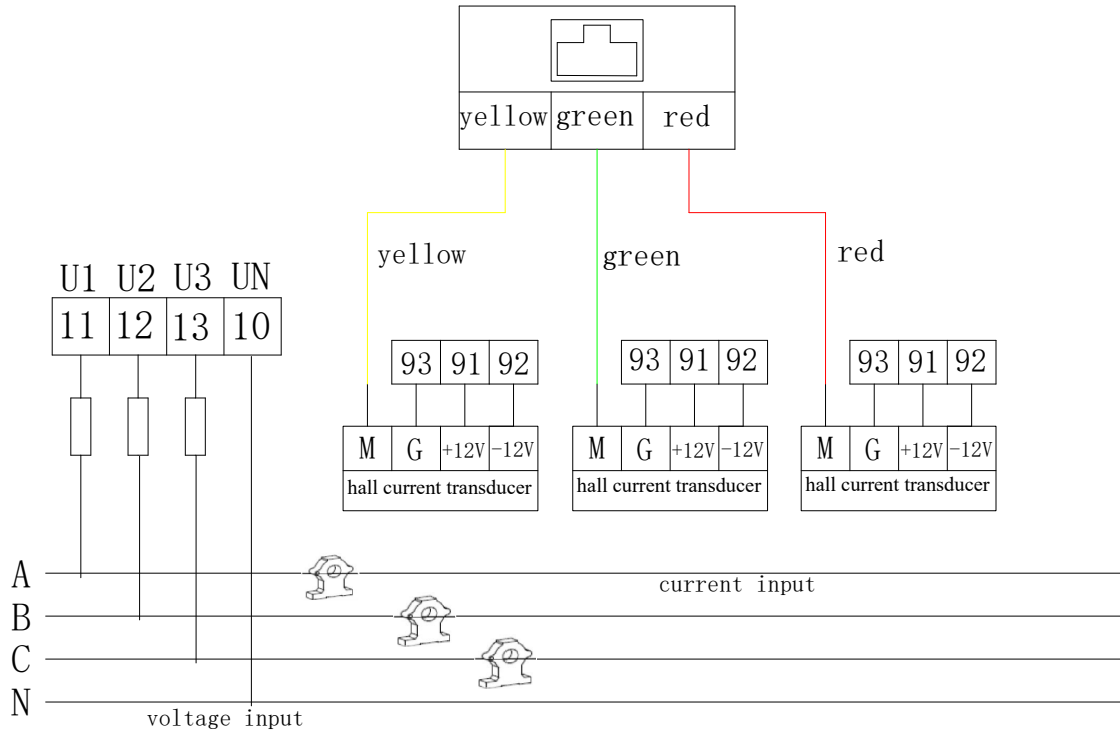 yellow green red
yellow
green
red
U1 U2 U3 UN
11 12 13 10
93 91 92
93 91 92
93 91 92
M G +12V -12V
hall current transducer
M G +12V -12V
hall current transducer
M G +12V -12V
hall current transducer
A
current input
B
C
N
voltage input